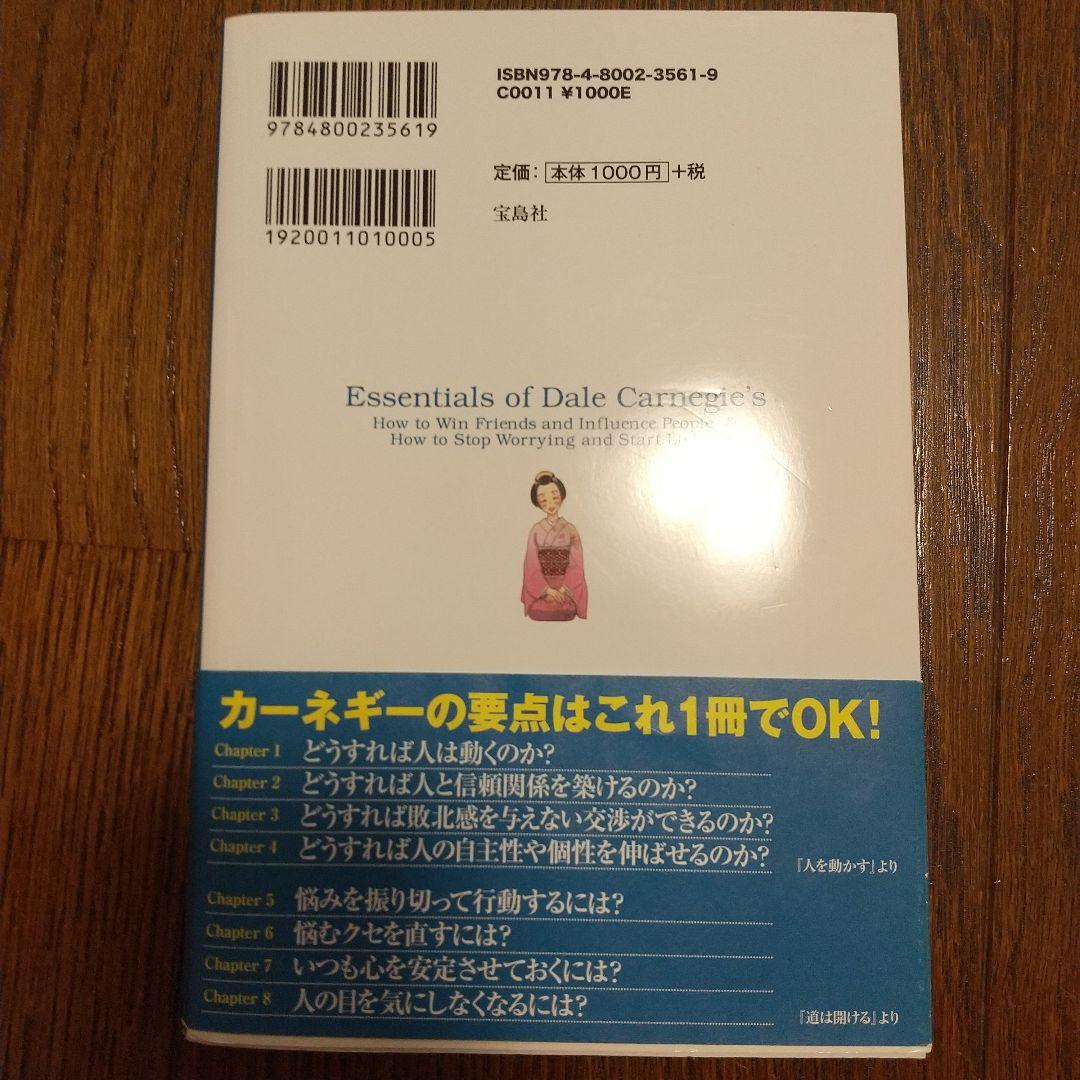 ISBN978-4-8002-3561-9
C0011 ¥1000E
9784800235619
定価: 本体1000円+税
宝島社
1920011010005
Essentials of Dale Carnegie's
How to Win Friends and Influence People &
How to Stop Worrying and Start
カーネギーの要点はこれ1冊でOK!
Chapter 1 どうすれば人は動くのか?
Chapter 2 どうすれば人と信頼関係を築けるのか?
Chapter 3 どうすれば敗北感を与えない交渉ができるのか?
Chapter 4 どうすれば人の自主性や個性を伸ばせるのか?
『人を動かす』より
Chapter 5 悩みを振り切って行動するには?
Chapter 6 悩むクセを直すには?
Chapter 7 いつも心を安定させておくには?
Chapter 8 人の目を気にしなくなるには?
『道は開ける』より